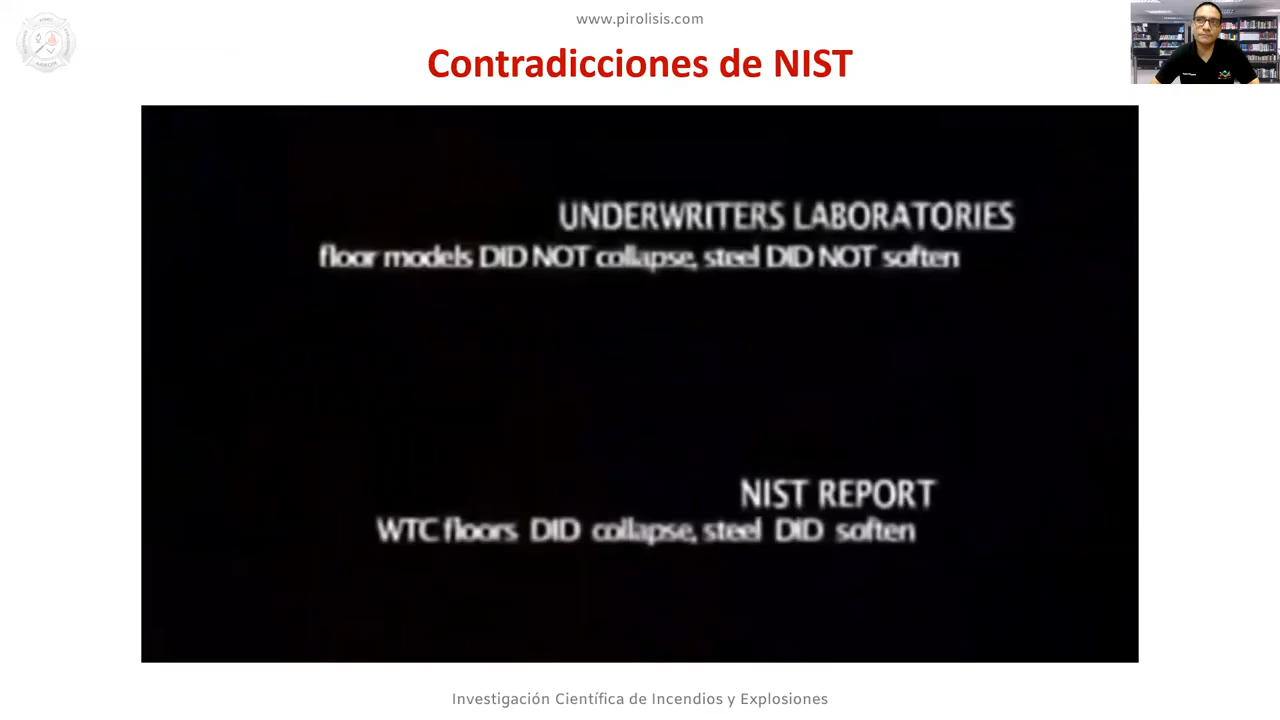 www.pirolisis.com
Contradicciones de NIST
UNDERWRITERS LABORATORIES
floor models DID NOT collapse, steel DID NOT soften
NIST REPORT
WTC floors DID collapse, steel DID soften
Investigación Científica de Incendios y Explosiones